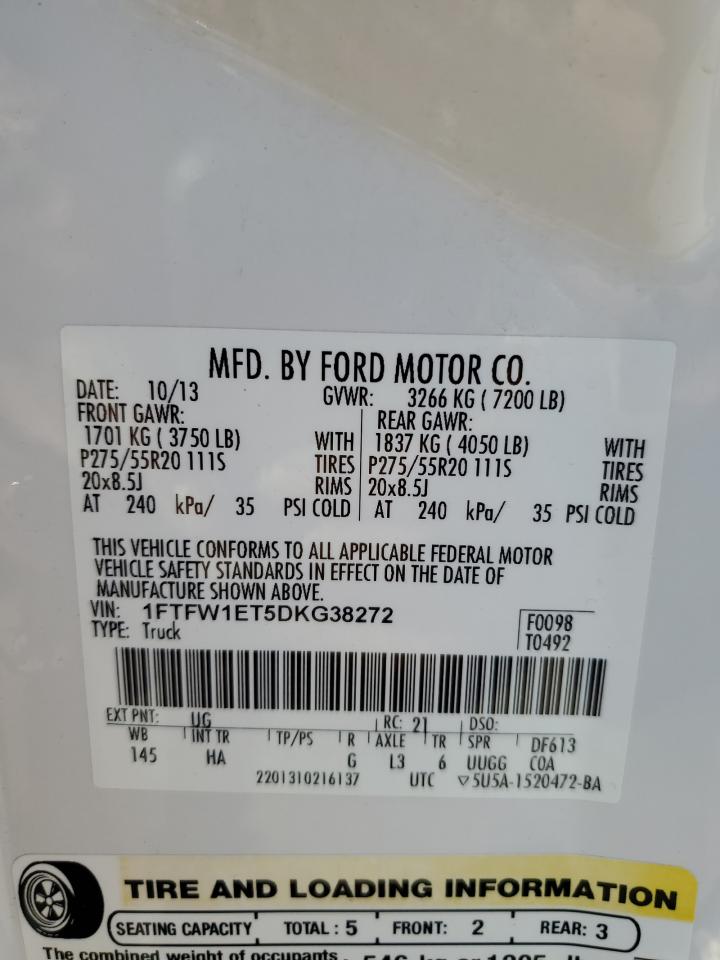 MFD. BY FORD MOTOR CO.
DATE: 10/13 GVWR: 3266 KG ( 7200 LB)
FRONT GAWR: REAR GAWR:
1701 KG ( 3750 LB) WITH 1837 KG ( 4050 LB) WITH
P275/55R20 111S TIRES P275/55R20 111S TIRES
20x8.5J RIMS 20x8.5J RIMS
AT 240 kPa/ 35 PSI COLD AT 240 kPa/ 35 PSI COLD
THIS VEHICLE CONFORMS TO ALL APPLICABLE FEDERAL MOTOR
VEHICLE SAFETY STANDARDS IN EFFECT ON THE DATE OF
MANUFACTURE SHOWN ABOVE.
VIN: 1FTFW1ET5DKG38272 F0098
TYPE: Truck T0492
EXT PNT: UG RC: 21 DSO:
WB INT TR TP/PS R AXLE TR SPR DF613
145 HA G L3 6 UUGG COA
2201310216137 UTC ▽5U5A-1520472-BA
TIRE AND LOADING INFORMATION
SEATING CAPACITY TOTAL : 5 FRONT: 2 REAR: 3
The combined weight of occupants